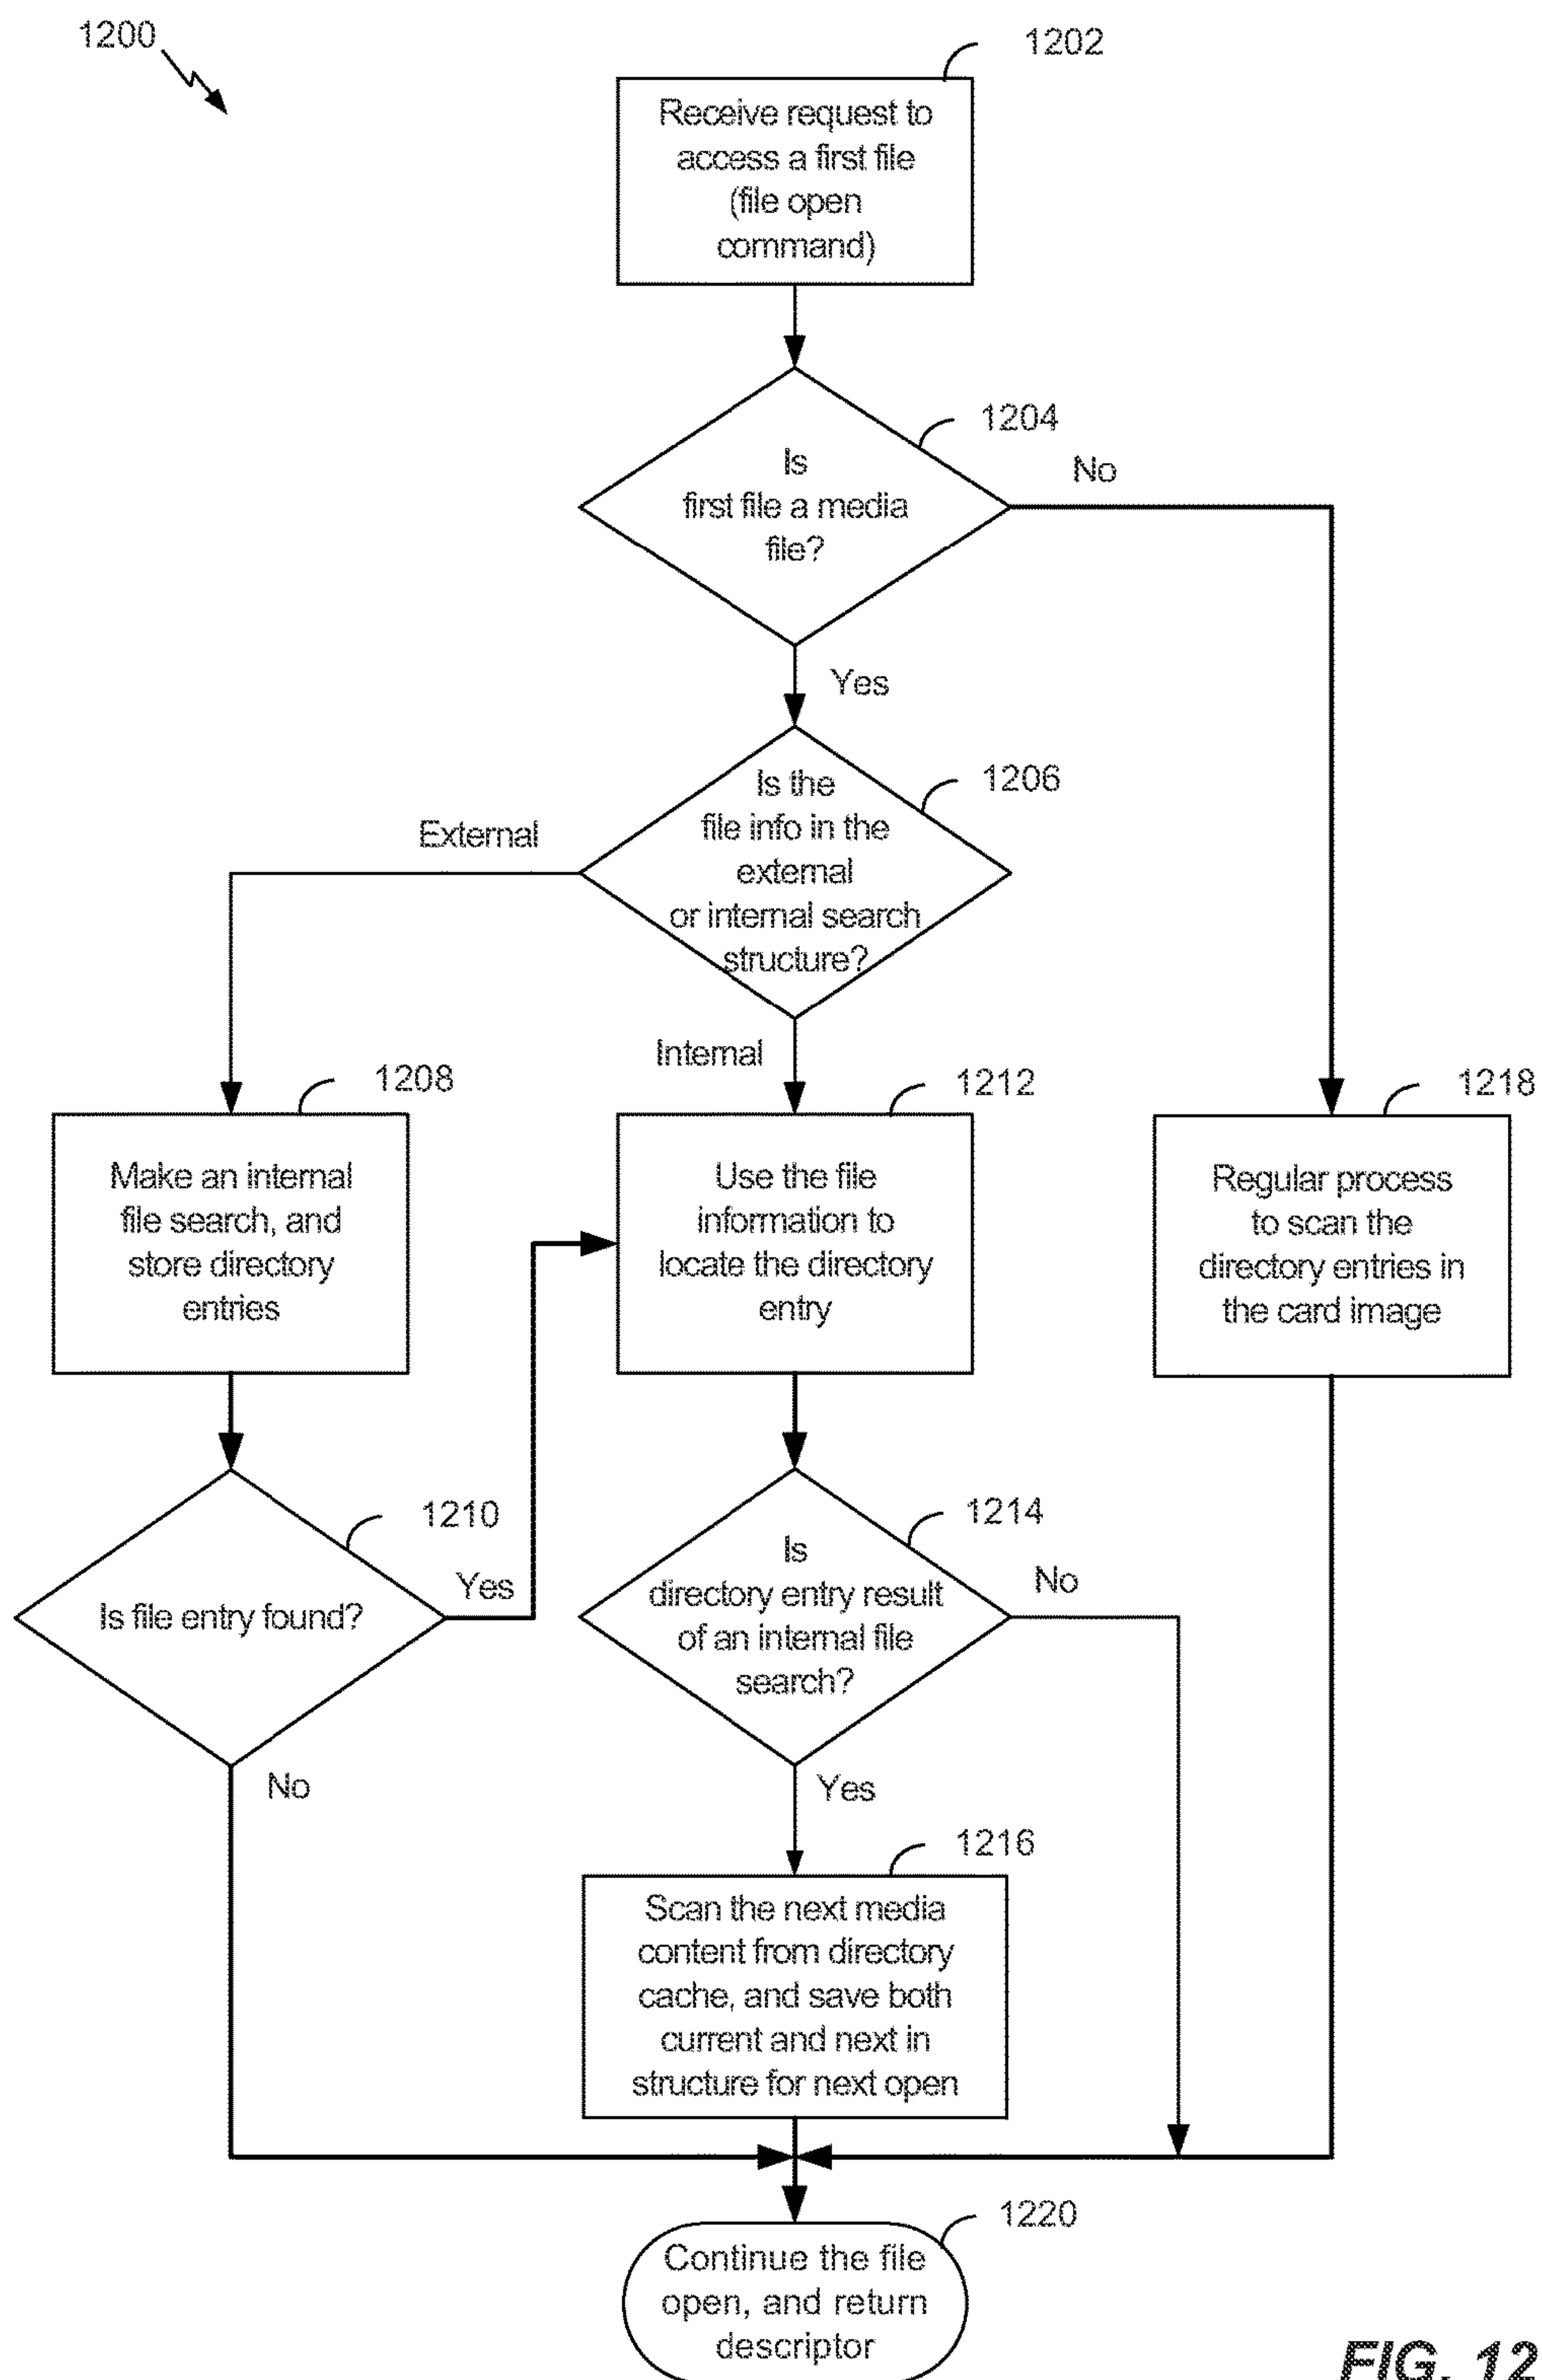 1200
1202
Receive request to
access a first file
(file open
command)
1204
Is
first file a media
file?
No
Yes
1206
Is the
file info in the
external
or internal search
structure?
External
Internal
1208
Make an internal
file search, and
store directory
entries
1212
Use the file
information to
locate the directory
entry
1218
Regular process
to scan the
directory entries in
the card image
1210
Is file entry found?
Yes
No
1214
Is
directory entry result
of an internal file
search?
No
Yes
1216
Scan the next media
content from directory
cache, and save both
current and next in
structure for next open
1220
Continue the file
open, and return
descriptor
FIG. 12